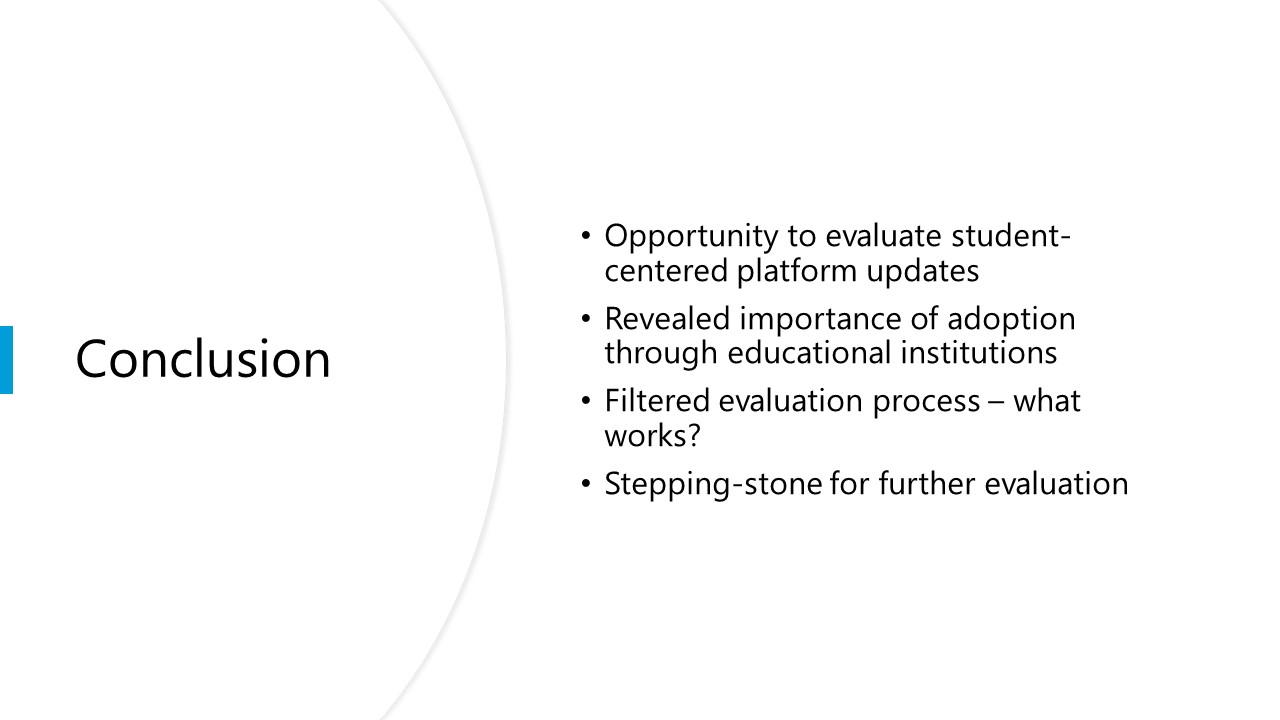 Conclusion
• Opportunity to evaluate student-
centered platform updates
• Revealed importance of adoption
through educational institutions
• Filtered evaluation process – what
works?
• Stepping-stone for further evaluation